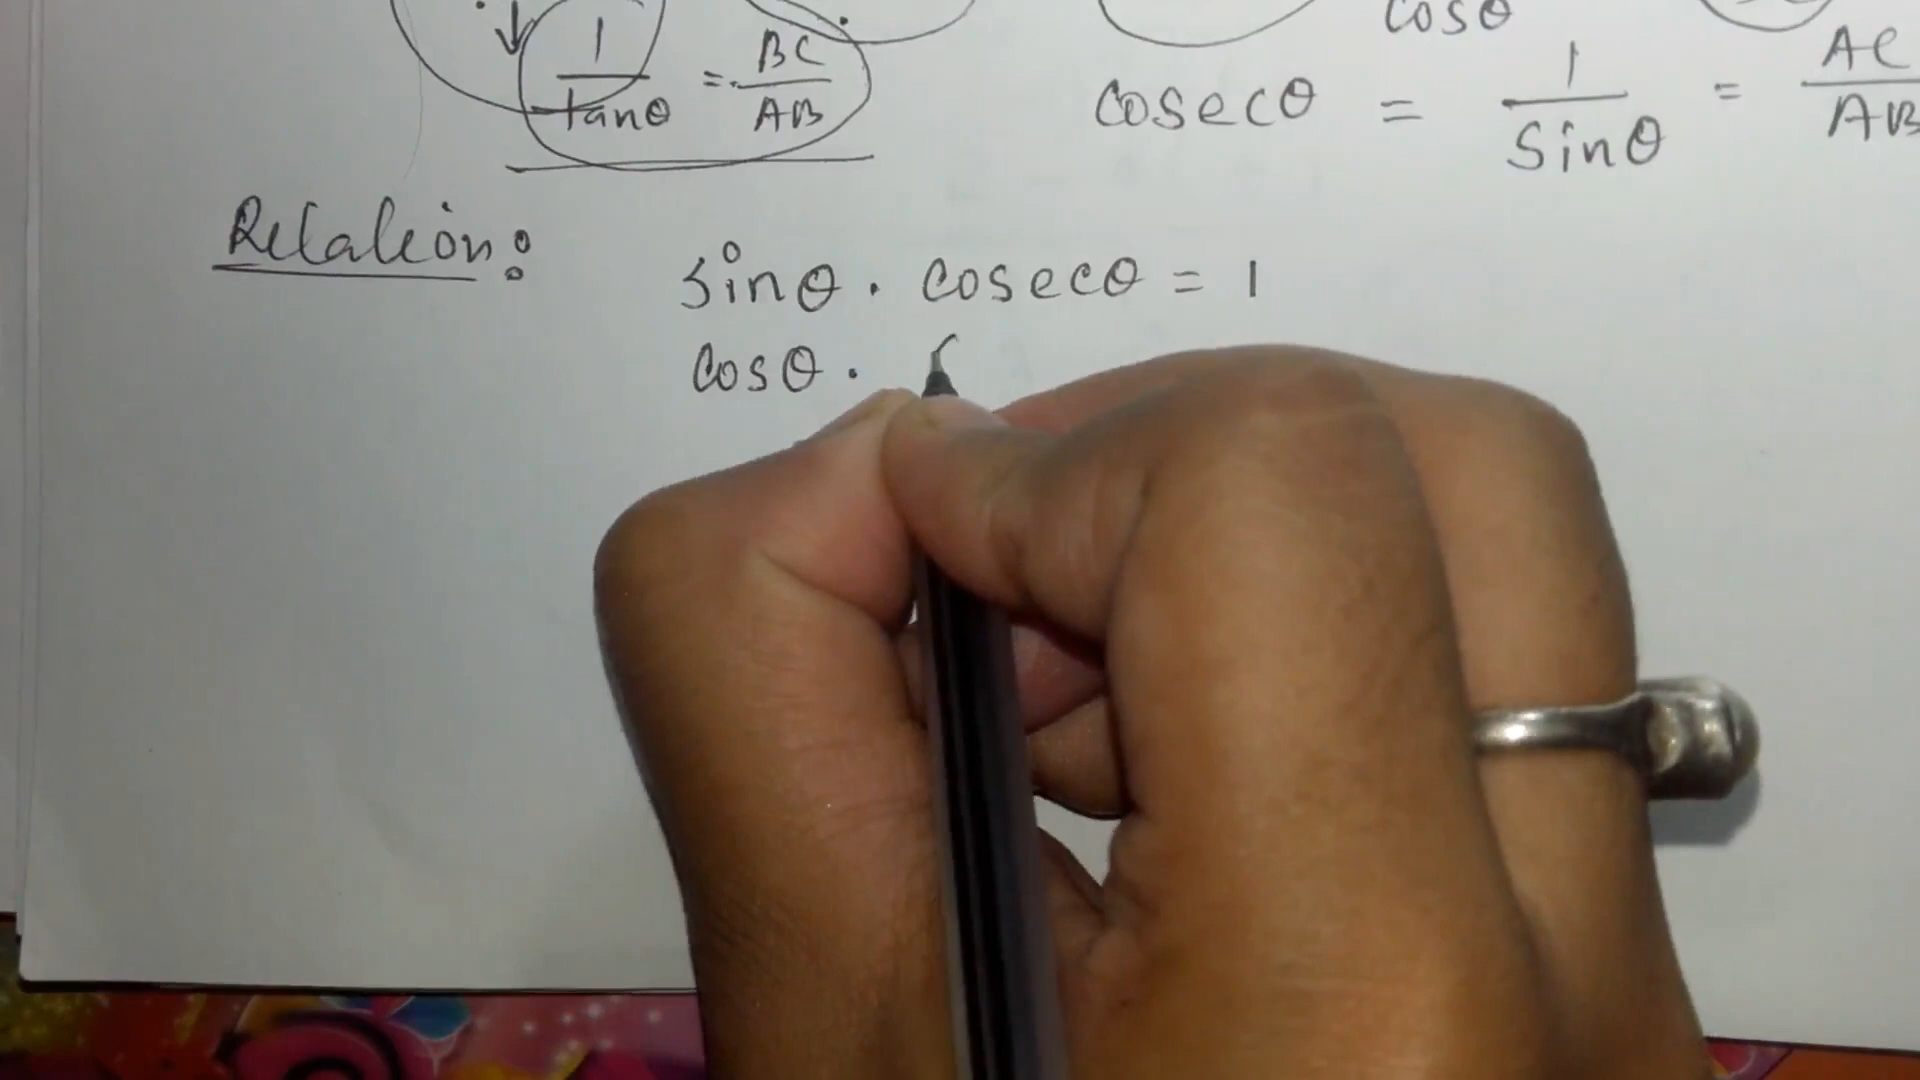 cosθ
1/tanθ = BC/AB
cosecθ = 1/sinθ = AC/AB
Relation:
sinθ . cosecθ = 1
cosθ .